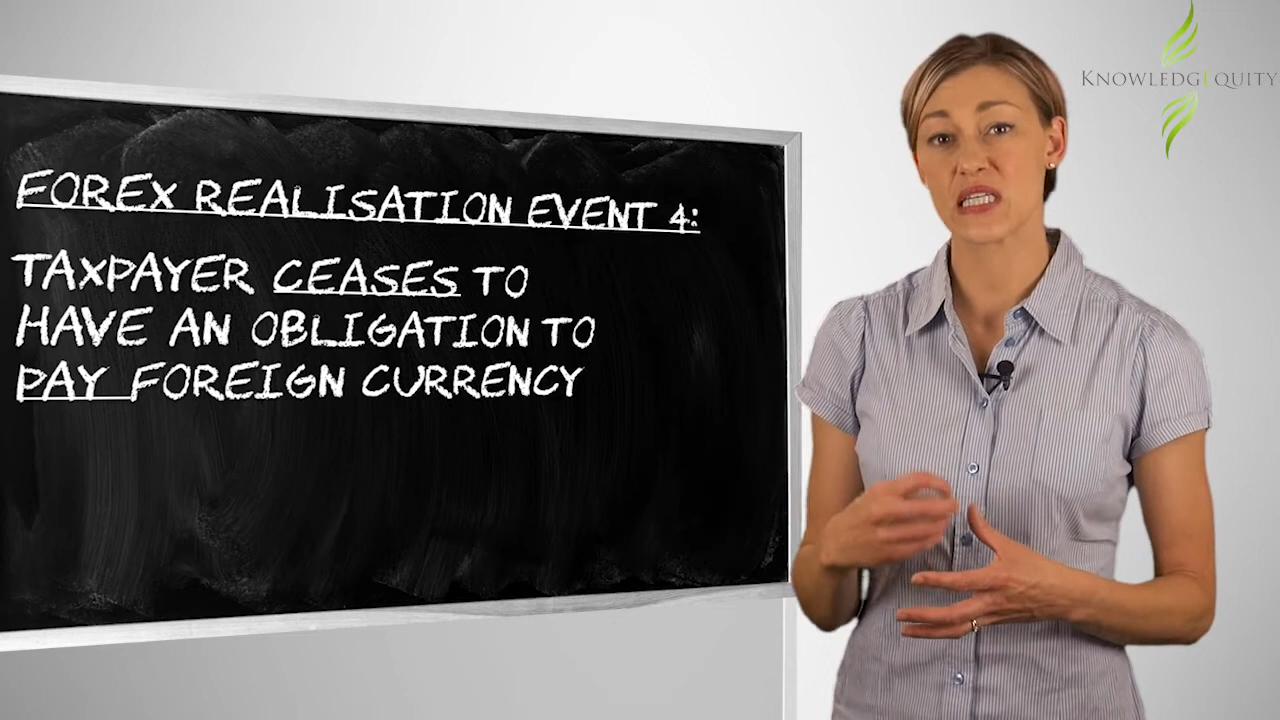 FOREX REALISATION EVENT 4:
TAXPAYER CEASES TO
HAVE AN OBLIGATION TO
PAY FOREIGN CURRENCY
KNOWLEDGEQUITY